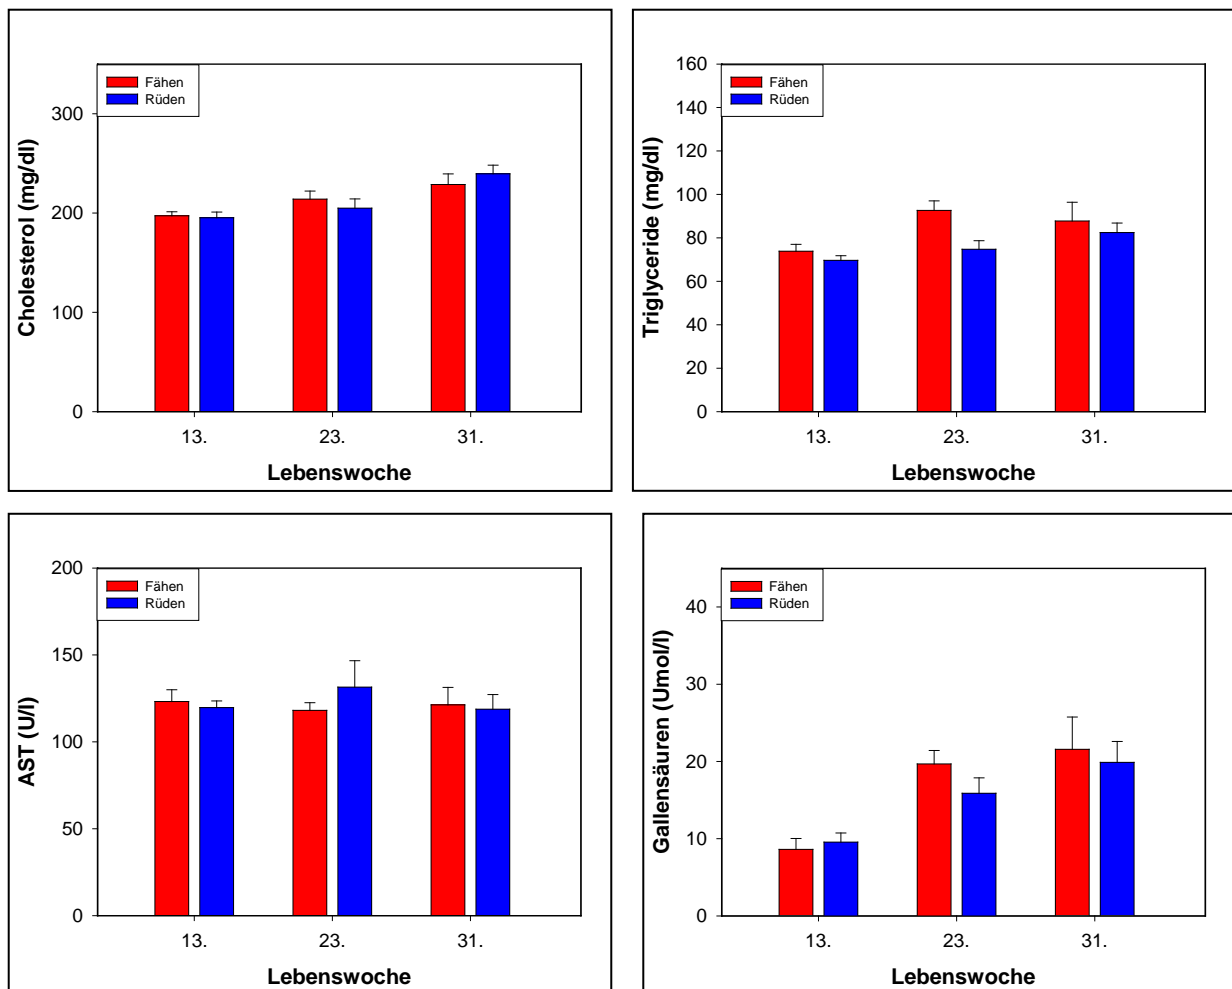 Fähen
Rüden
300
200
100
0
Cholesterol (mg/dl)
13. 23. 31.
Lebenswoche
Fähen
Rüden
160
140
120
100
80
60
40
20
0
Triglyceride (mg/dl)
13. 23. 31.
Lebenswoche
Fähen
Rüden
200
150
100
50
0
AST (U/l)
13. 23. 31.
Lebenswoche
Fähen
Rüden
40
30
20
10
0
Gallensäuren (Umol/l)
13. 23. 31.
Lebenswoche